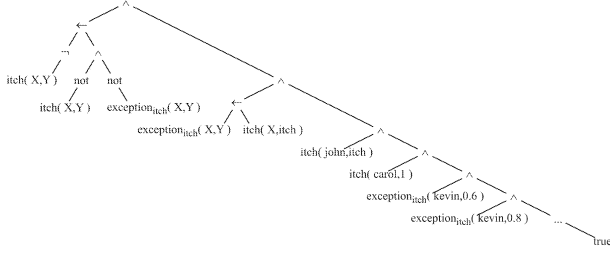 ∧
←
¬ ∧
itch( X,Y ) not not ∧
itch( X,Y ) exception_itch( X,Y ) ←
exception_itch( X,Y ) itch( X,itch ) ∧
itch( john,itch ) ∧
itch( carol,1 ) ∧
exception_itch( kevin,0.6 ) ∧
exception_itch( kevin,0.8 ) ...
true